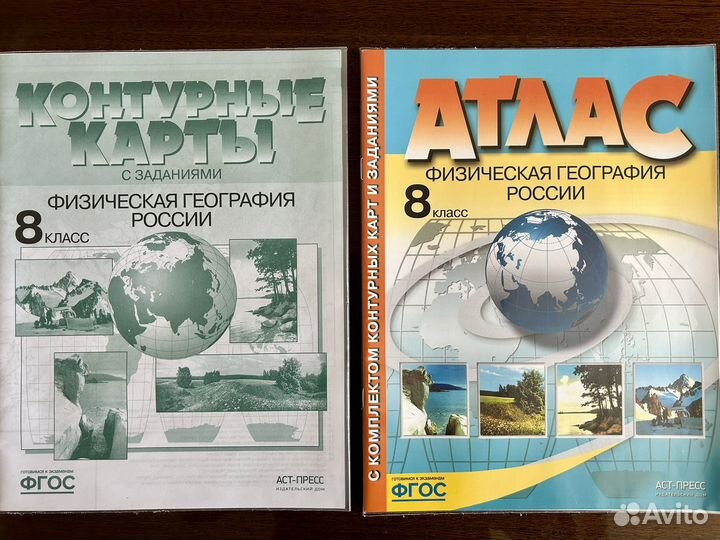 КОНТУРНЫЕ
КАРТЫ
С ЗАДАНИЯМИ
ФИЗИЧЕСКАЯ ГЕОГРАФИЯ
РОССИИ
8 КЛАСС
ГОТОВИМСЯ К ЭКЗАМЕНАМ
ФГОС
АСТ-ПРЕСС
ИЗДАТЕЛЬСКИЙ ДОМ
С КОМПЛЕКТОМ КОНТУРНЫХ КАРТ И ЗАДАНИЯМИ
АТЛАС
ФИЗИЧЕСКАЯ ГЕОГРАФИЯ
РОССИИ
8 КЛАСС
ГОТОВИМСЯ К ЭКЗАМЕНАМ
ФГОС
АСТ-ПРЕСС
ИЗДАТЕЛЬСКИЙ ДОМ
Avito